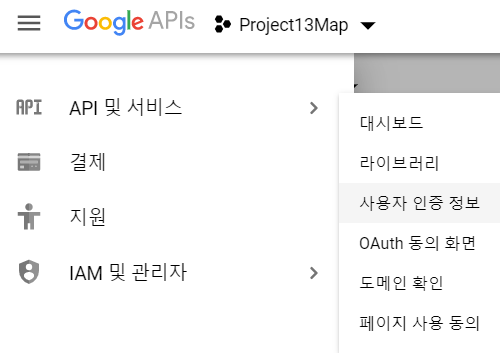 Google APIs Project13Map
API API 및 서비스
결제
지원
IAM 및 관리자
대시보드
라이브러리
사용자 인증 정보
OAuth 동의 화면
도메인 확인
페이지 사용 동의